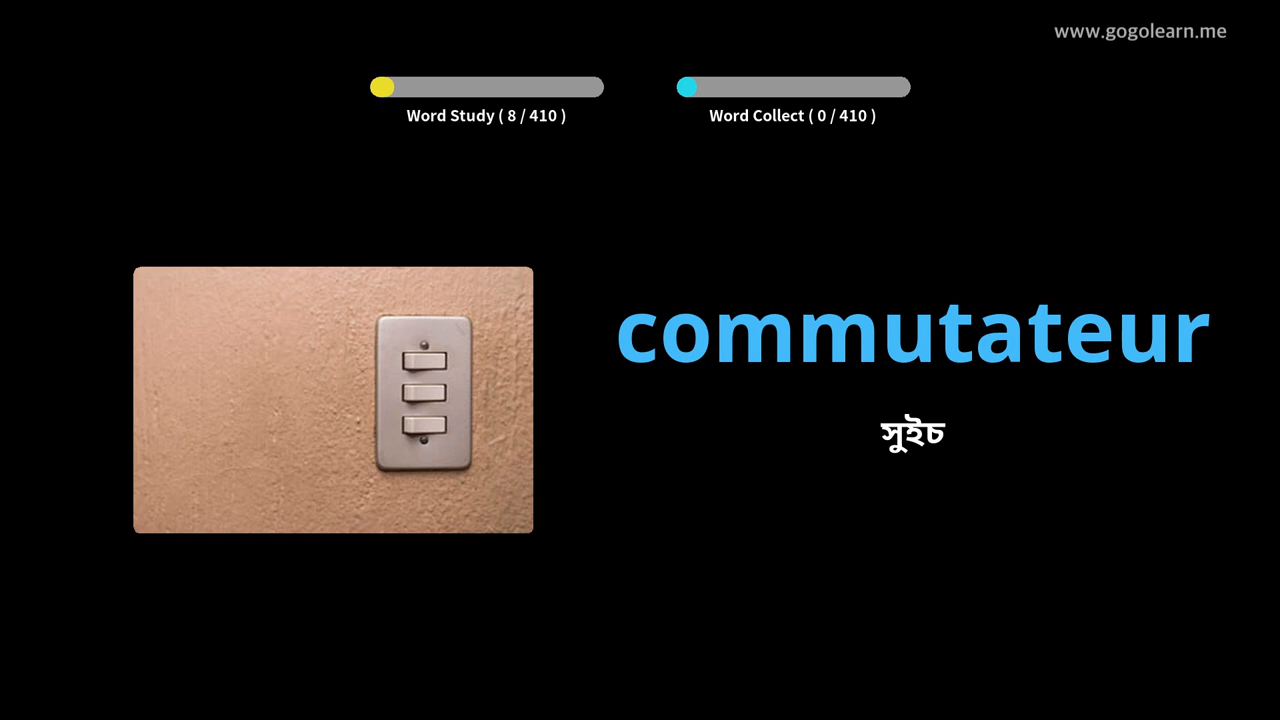 www.gogolearn.me
Word Study ( 8 / 410 )
Word Collect ( 0 / 410 )
commutateur
সুইচ